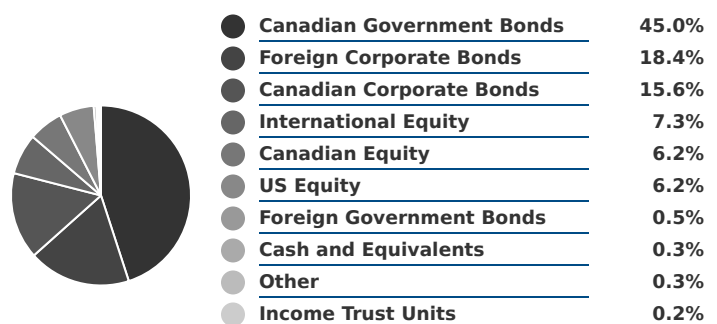 Canadian Government Bonds 45.0%
Foreign Corporate Bonds 18.4%
Canadian Corporate Bonds 15.6%
International Equity 7.3%
Canadian Equity 6.2%
US Equity 6.2%
Foreign Government Bonds 0.5%
Cash and Equivalents 0.3%
Other 0.3%
Income Trust Units 0.2%